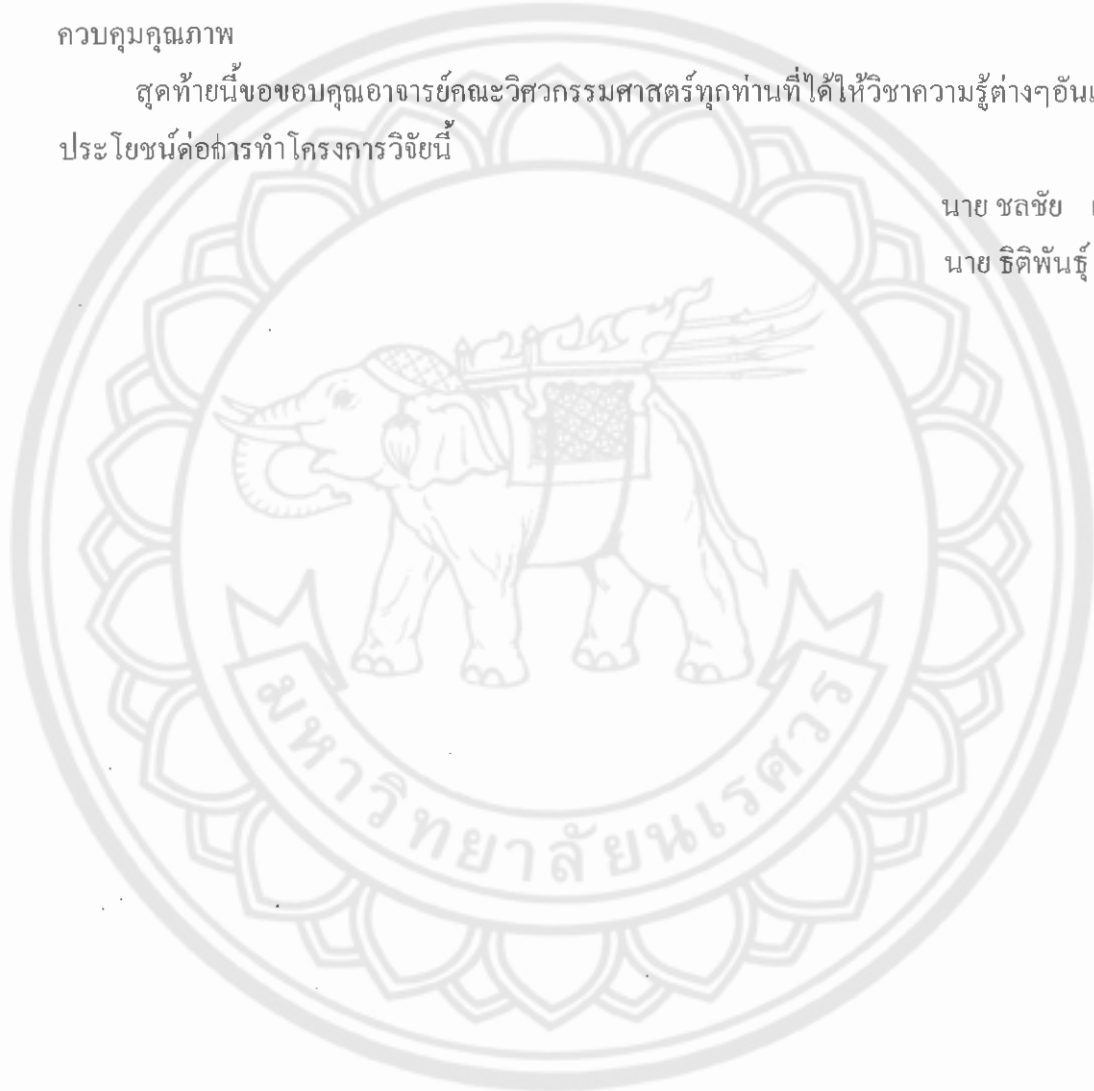 ควบคุมคุณภาพ
สุดท้ายนี้ขอขอบคุณอาจารย์คณะวิศวกรรมศาสตร์ทุกท่านที่ได้ให้วิชาความรู้ต่างๆอัน
ประโยชน์ต่อการทำโครงการวิจัยนี้
นาย ชลชัย
นาย ธิติพันธุ์
มหาวิทยาลัยนเรศวร